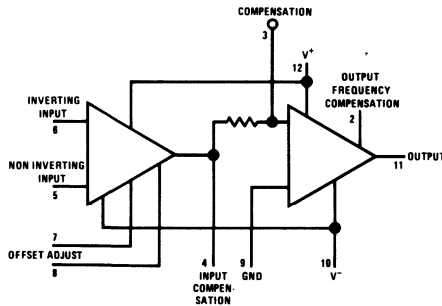 COMPENSATION
3
V+
12
OUTPUT
FREQUENCY
COMPENSATION
2
INVERTING
INPUT
6
NON INVERTING
INPUT
5
OUTPUT
11
7
OFFSET ADJUST
8
4
INPUT
COMPEN-
SATION
9
GND
10
V−